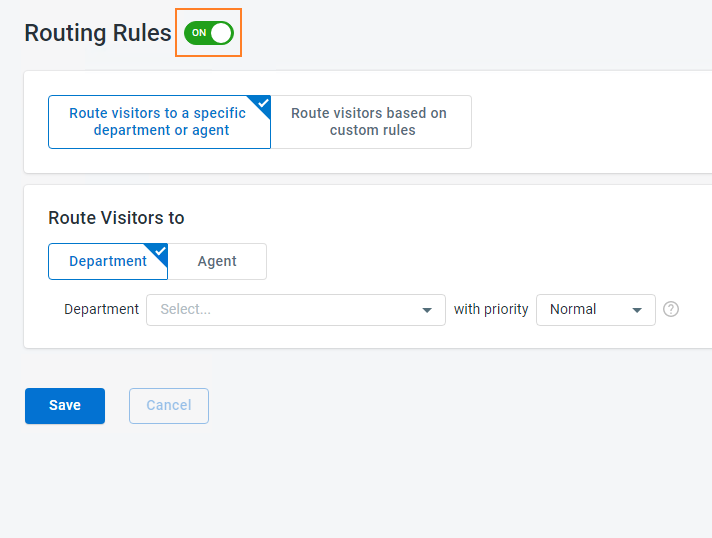 Routing Rules ON
Route visitors to a specific
department or agent
Route visitors based on
custom rules
Route Visitors to
Department Agent
Department Select... with priority Normal ?
Save Cancel